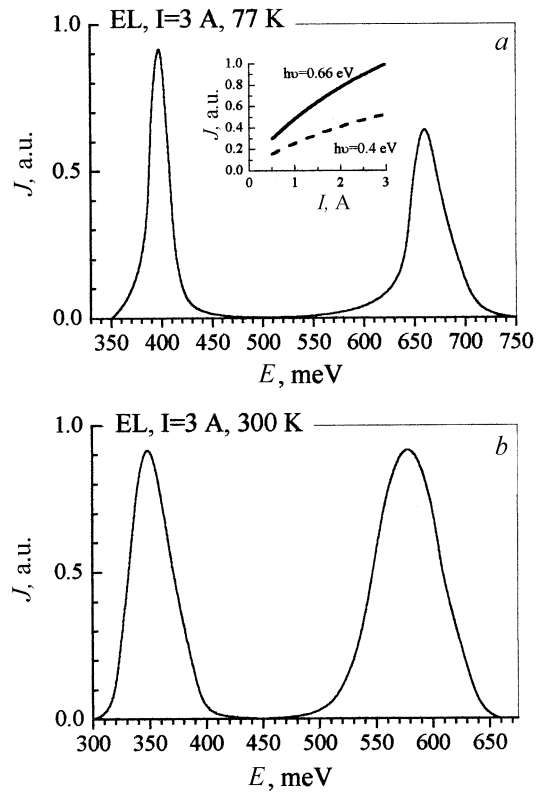 EL, I=3 A, 77 K
a
1.0
0.5
0.0
J, a.u.
1.0
0.8
0.6
0.4
0.2
0.0
J, a.u.
hυ=0.66 eV
hυ=0.4 eV
0 1 2 3
I, A
350 400 450 500 550 600 650 700 750
E, meV
EL, I=3 A, 300 K
b
1.0
0.5
0.0
J, a.u.
300 350 400 450 500 550 600 650
E, meV